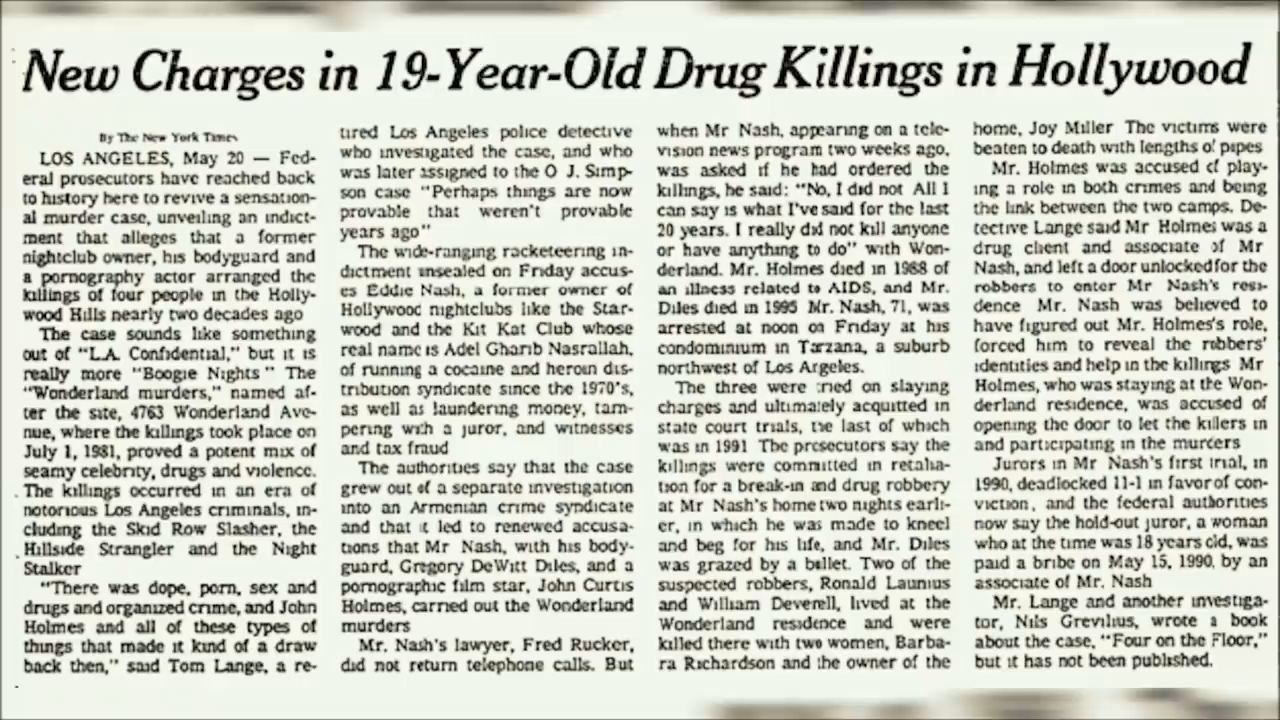 New Charges in 19-Year-Old Drug Killings in Hollywood
By The New York Times
LOS ANGELES, May 20 — Fed-
eral prosecutors have reached back
to history here to revive a sensation-
al murder case, unveiling an indict-
ment that alleges that a former
nightclub owner, his bodyguard and
a pornography actor arranged the
killings of four people in the Holly-
wood Hills nearly two decades ago
The case sounds like something
out of "L.A. Confidential," but it is
really more "Boogie Nights " The
"Wonderland murders," named af-
ter the site, 4763 Wonderland Ave-
nue, where the killings took place on
July 1, 1981, proved a potent mix of
seamy celebrity, drugs and violence.
The killings occurred in an era of
notorious Los Angeles criminals, in-
cluding the Skid Row Slasher, the
Hillside Strangler and the Night
Stalker
"There was dope, porn, sex and
drugs and organized crime, and John
Holmes and all of these types of
things that made it kind of a draw
back then," said Tom Lange, a re-
tired Los Angeles police detective
who investigated the case, and who
was later assigned to the O J. Simp-
son case "Perhaps things are now
provable that weren't provable
years ago"
The wide-ranging racketeering in-
dictment unsealed on Friday accus-
es Eddie Nash, a former owner of
Hollywood nightclubs like the Star-
wood and the Kit Kat Club whose
real name is Adel Gharib Nasrallah,
of running a cocaine and heroin dis-
tribution syndicate since the 1970's,
as well as laundering money, tam-
pering with a juror, and witnesses
and tax fraud
The authorities say that the case
grew out of a separate investigation
into an Armenian crime syndicate
and that it led to renewed accusa-
tions that Mr Nash, with his body-
guard, Gregory DeWitt Diles, and a
pornographic film star, John Curtis
Holmes, carried out the Wonderland
murders
Mr. Nash's lawyer, Fred Rucker,
did not return telephone calls. But
when Mr Nash, appearing on a tele-
vision news program two weeks ago,
was asked if he had ordered the
killings, he said: "No, I did not All I
can say is what I've said for the last
20 years. I really did not kill anyone
or have anything to do" with Won-
derland. Mr. Holmes died in 1988 of
an illness related to AIDS, and Mr.
Diles died in 1995 Mr. Nash, 71, was
arrested at noon on Friday at his
condominium in Tarzana, a suburb
northwest of Los Angeles.
The three were tried on slaying
charges and ultimately acquitted in
state court trials, the last of which
was in 1991 The prosecutors say the
killings were committed in retalia-
tion for a break-in and drug robbery
at Mr Nash's home two nights earli-
er, in which he was made to kneel
and beg for his life, and Mr. Diles
was grazed by a bullet. Two of the
suspected robbers, Ronald Launius
and William Deverell, lived at the
Wonderland residence and were
killed there with two women, Barba-
ra Richardson and the owner of the
home, Joy Miller The victims were
beaten to death with lengths of pipes
Mr. Holmes was accused of play-
ing a role in both crimes and being
the link between the two camps. De-
tective Lange said Mr Holmes was a
drug client and associate of Mr
Nash, and left a door unlocked for the
robbers to enter Mr Nash's resi-
dence Mr. Nash was believed to
have figured out Mr. Holmes's role,
forced him to reveal the robbers'
identities and help in the killings Mr
Holmes, who was staying at the Won-
derland residence, was accused of
opening the door to let the killers in
and participating in the murders
Jurors in Mr Nash's first trial, in
1990, deadlocked 11-1 in favor of con-
viction, and the federal authorities
now say the hold-out juror, a woman
who at the time was 18 years old, was
paid a bribe on May 15, 1990, by an
associate of Mr. Nash
Mr. Lange and another investiga-
tor, Nils Grevilius, wrote a book
about the case, "Four on the Floor,"
but it has not been published.